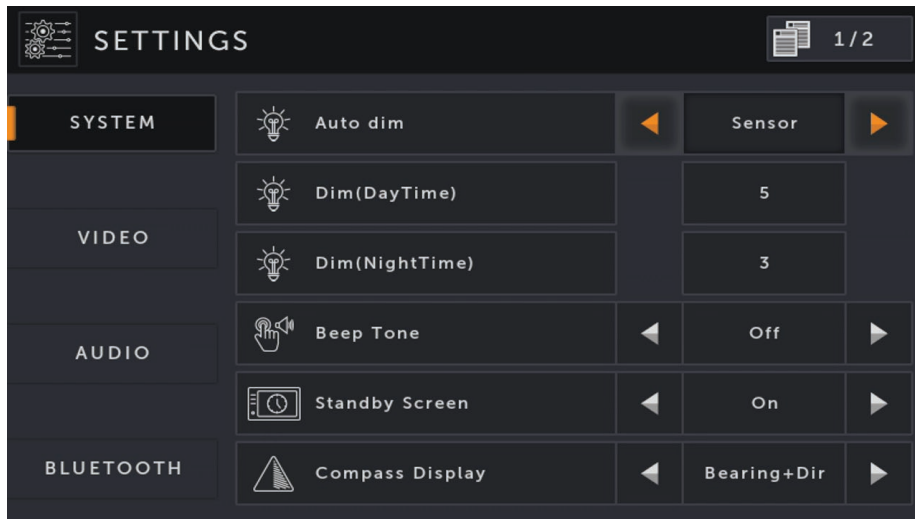 SETTINGS
1/2
SYSTEM
VIDEO
AUDIO
BLUETOOTH
Auto dim Sensor
Dim(DayTime) 5
Dim(NightTime) 3
Beep Tone Off
Standby Screen On
Compass Display Bearing+Dir